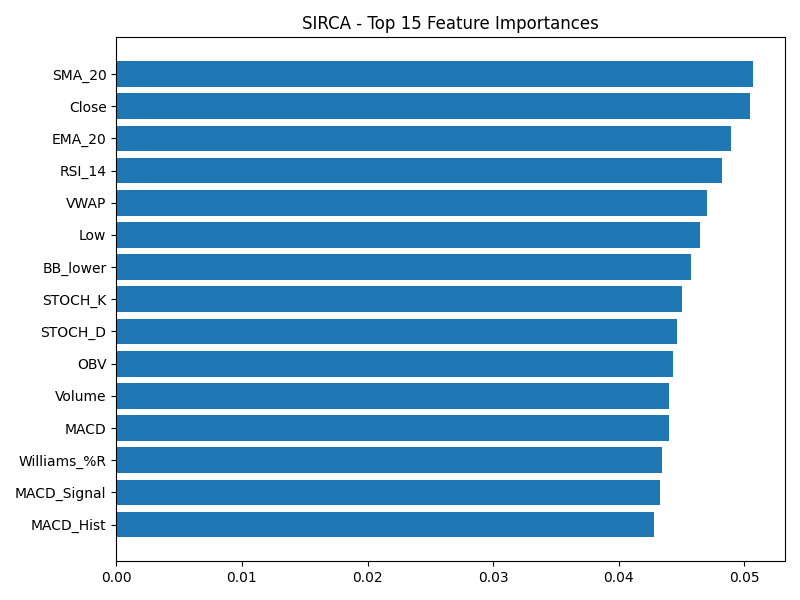 SIRCA - Top 15 Feature Importances
SMA_20
Close
EMA_20
RSI_14
VWAP
Low
BB_lower
STOCH_K
STOCH_D
OBV
Volume
MACD
Williams_%R
MACD_Signal
MACD_Hist
0.00 0.01 0.02 0.03 0.04 0.05